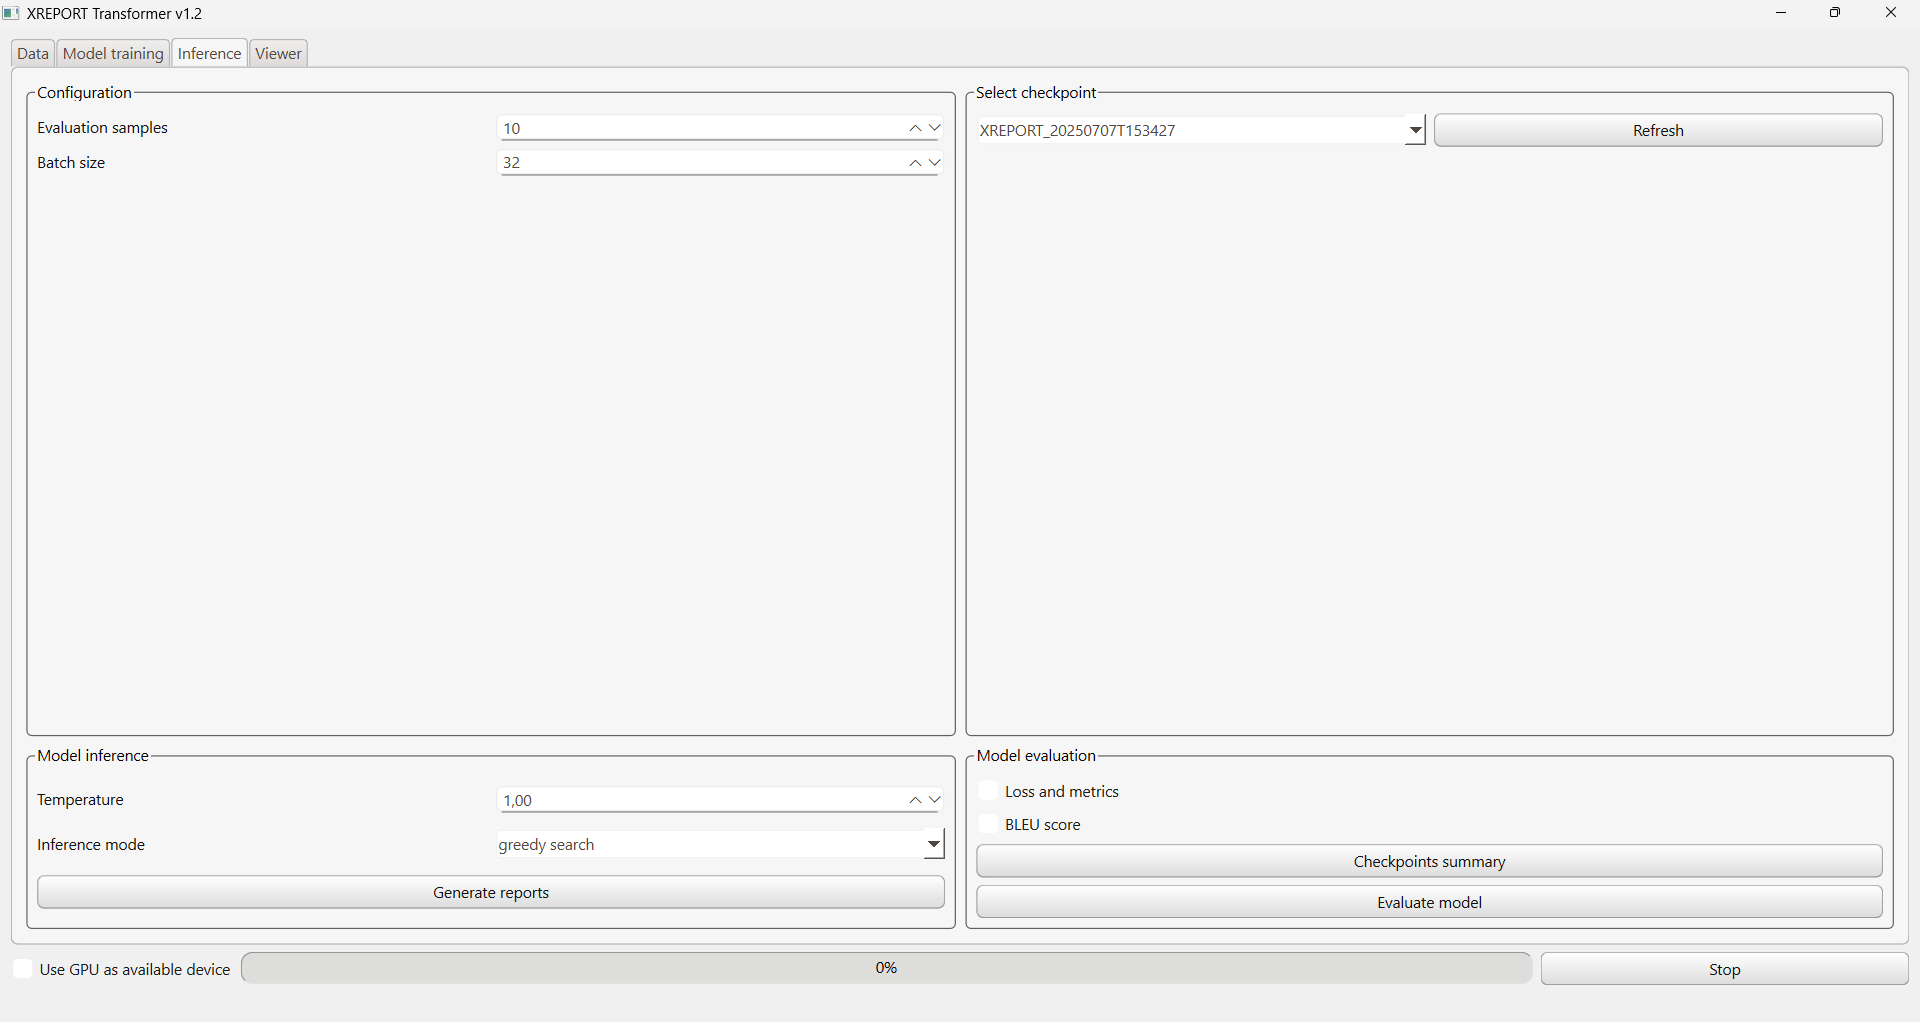 XREPORT Transformer v1.2
Data Model training Inference Viewer
Configuration
Evaluation samples 10
Batch size 32
Select checkpoint
XREPORT_20250707T153427 Refresh
Model inference
Temperature 1,00
Inference mode greedy search
Generate reports
Model evaluation
Loss and metrics
BLEU score
Checkpoints summary
Evaluate model
Use GPU as available device 0% Stop